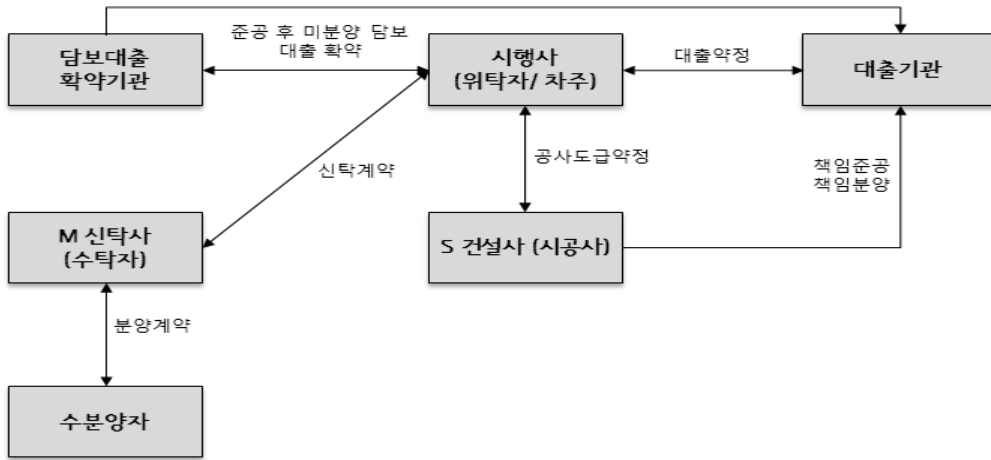 준공 후 미분양 담보
대출 확약
담보대출
확약기관
시행사
(위탁자/ 차주)
대출약정
대출기관
신탁계약
공사도급약정
책임준공
책임분양
M 신탁사
(수탁자)
S 건설사 (시공사)
분양계약
수분양자